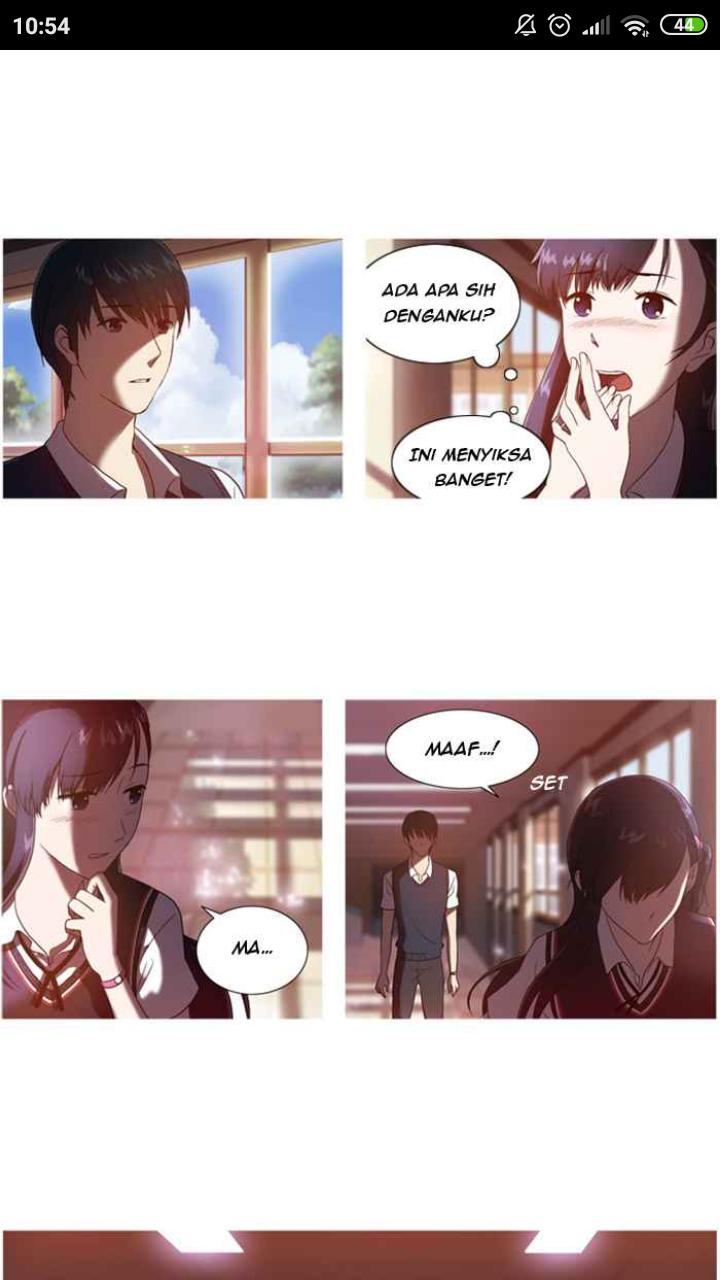 10:54
44
ADA APA SIH
DENGANKU?
INI MENYIKSA
BANGET!
MA...
MAAF...!
SET